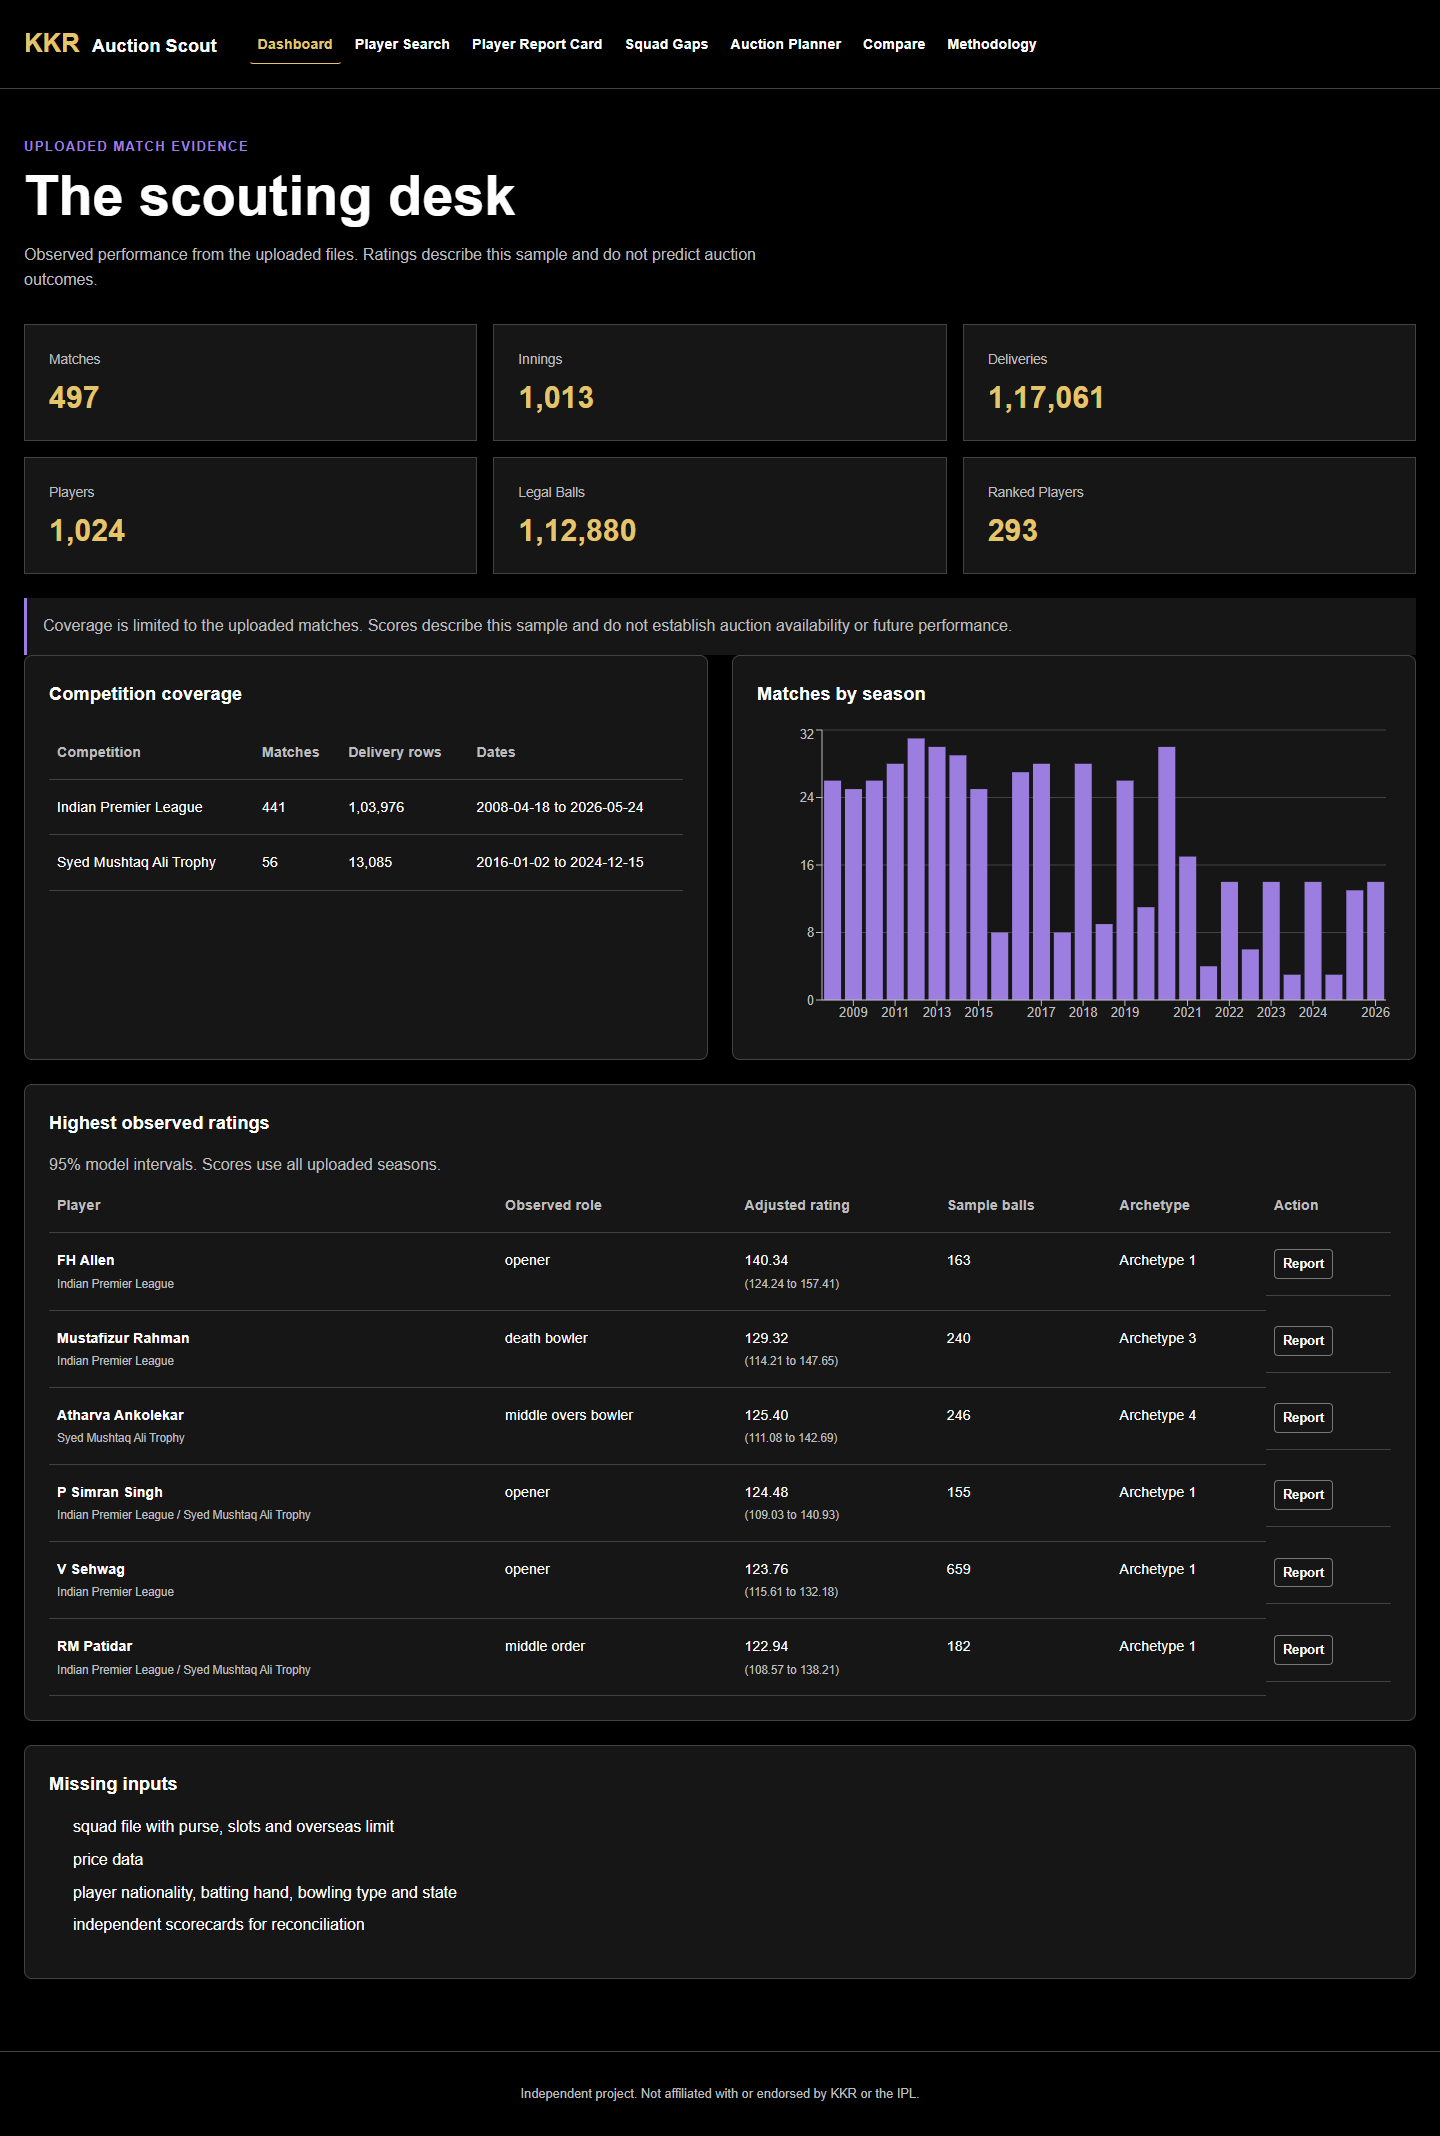 KKR Auction Scout Dashboard Player Search Player Report Card Squad Gaps Auction Planner Compare Methodology
UPLOADED MATCH EVIDENCE
The scouting desk
Observed performance from the uploaded files. Ratings describe this sample and do not predict auction
outcomes.
Matches
497
Innings
1,013
Deliveries
1,17,061
Players
1,024
Legal Balls
1,12,880
Ranked Players
293
Coverage is limited to the uploaded matches. Scores describe this sample and do not establish auction availability or future performance.
Competition coverage
Competition Matches Delivery rows Dates
Indian Premier League 441 1,03,976 2008-04-18 to 2026-05-24
Syed Mushtaq Ali Trophy 56 13,085 2016-01-02 to 2024-12-15
Matches by season
32
24
16
8
0
2009 2011 2013 2015 2017 2018 2019 2021 2022 2023 2024 2026
Highest observed ratings
95% model intervals. Scores use all uploaded seasons.
Player Observed role Adjusted rating Sample balls Archetype Action
FH Allen opener 140.34 163 Archetype 1 Report
Indian Premier League (124.24 to 157.41)
Mustafizur Rahman death bowler 129.32 240 Archetype 3 Report
Indian Premier League (114.21 to 147.65)
Atharva Ankolekar middle overs bowler 125.40 246 Archetype 4 Report
Syed Mushtaq Ali Trophy (111.08 to 142.69)
P Simran Singh opener 124.48 155 Archetype 1 Report
Indian Premier League / Syed Mushtaq Ali Trophy (109.03 to 140.93)
V Sehwag opener 123.76 659 Archetype 1 Report
Indian Premier League (115.61 to 132.18)
RM Patidar middle order 122.94 182 Archetype 1 Report
Indian Premier League / Syed Mushtaq Ali Trophy (108.57 to 138.21)
Missing inputs
squad file with purse, slots and overseas limit
price data
player nationality, batting hand, bowling type and state
independent scorecards for reconciliation
Independent project. Not affiliated with or endorsed by KKR or the IPL.